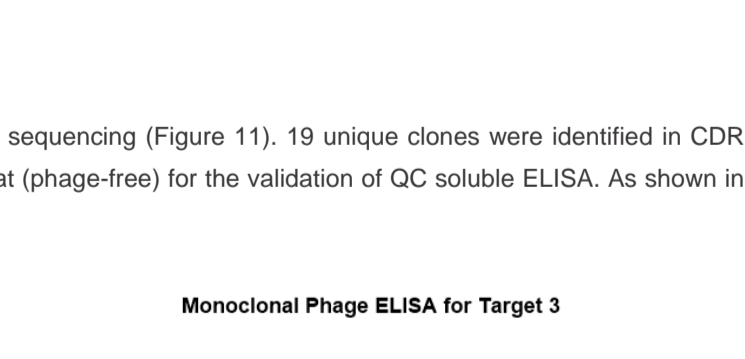 sequencing (Figure 11). 19 unique clones were identified in CDR
at (phage-free) for the validation of QC soluble ELISA. As shown in
Monoclonal Phage ELISA for Target 3